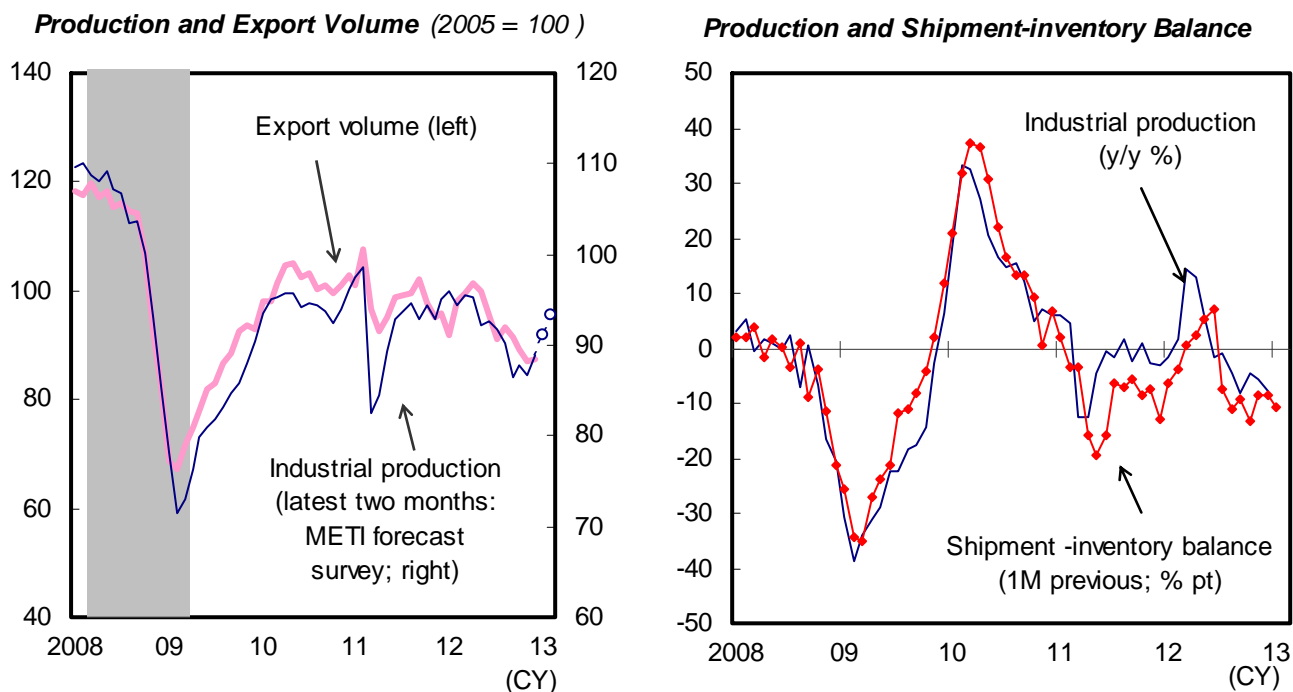 Production and Export Volume (2005 = 100 )
140
120
100
80
60
40
120
110
100
90
80
70
60
Export volume (left)
Industrial production
(latest two months:
METI forecast
survey; right)
2008 09 10 11 12 13
(CY)
Production and Shipment-inventory Balance
50
40
30
20
10
0
-10
-20
-30
-40
-50
Industrial production
(y/y %)
Shipment -inventory balance
(1M previous; % pt)
2008 09 10 11 12 13
(CY)